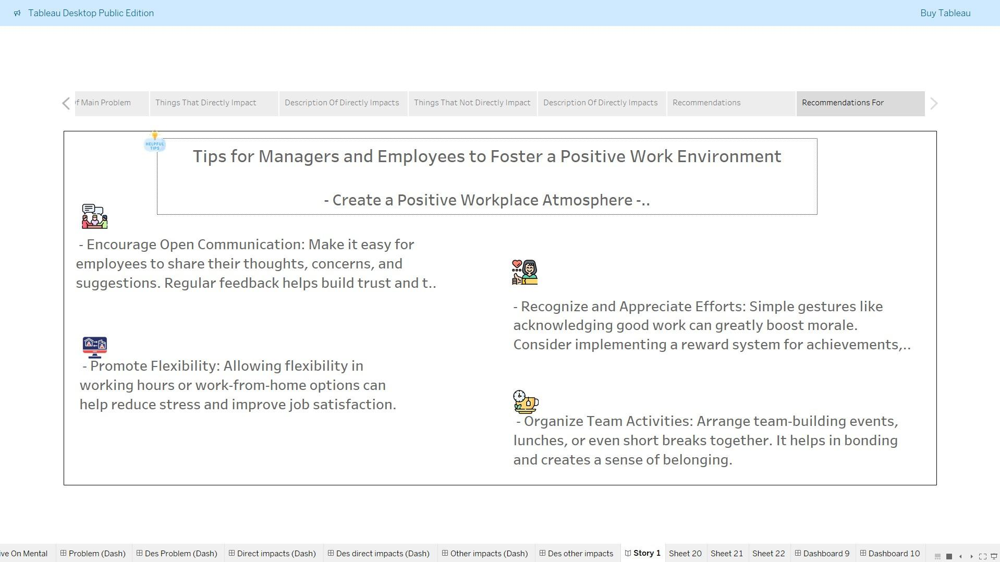 Tableau Desktop Public Edition
Buy Tableau
f Main Problem
Things That Directly Impact
Description Of Directly Impacts
Things That Not Directly Impact
Description Of Directly Impacts
Recommendations
Recommendations For
HELPFUL
TIPS
Tips for Managers and Employees to Foster a Positive Work Environment
- Create a Positive Workplace Atmosphere -..
- Encourage Open Communication: Make it easy for
employees to share their thoughts, concerns, and
suggestions. Regular feedback helps build trust and t..
- Promote Flexibility: Allowing flexibility in
working hours or work-from-home options can
help reduce stress and improve job satisfaction.
- Recognize and Appreciate Efforts: Simple gestures like
acknowledging good work can greatly boost morale.
Consider implementing a reward system for achievements,..
- Organize Team Activities: Arrange team-building events,
lunches, or even short breaks together. It helps in bonding
and creates a sense of belonging.
ive On Mental
Problem (Dash)
Des Problem (Dash)
Direct impacts (Dash)
Des direct impacts (Dash)
Other impacts (Dash)
Des other impacts
Story 1
Sheet 20
Sheet 21
Sheet 22
Dashboard 9
Dashboard 10